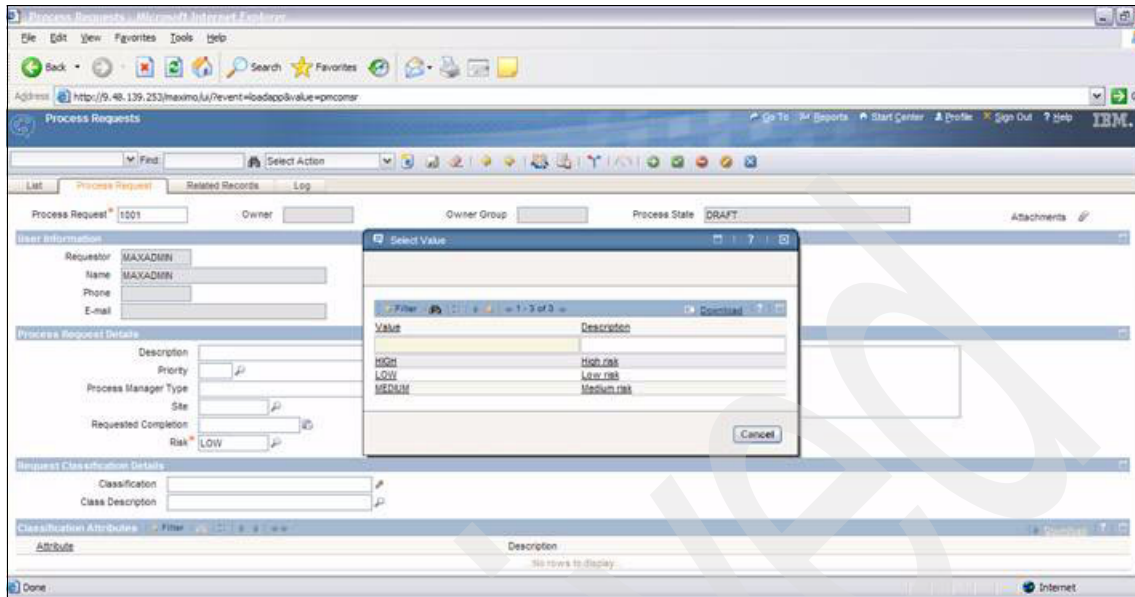 Process Requests - Microsoft Internet Explorer
File Edit View Favorites Tools Help
Back Search Favorites
Address http://9.48.139.253/maximo/ui/?event=loadapp&value=pmcomsr
Process Requests Go To Reports Start Center Profile Sign Out Help IBM.
Find Select Action
List Process Request Related Records Log
Process Request* 1001 Owner Owner Group Process State DRAFT Attachments
User Information
Requestor MAXADMIN
Name MAXADMIN
Phone
E-mail
Process Request Details
Description
Priority
Process Manager Type
Site
Requested Completion
Risk* LOW
Select Value ?
Filter 1 - 3 of 3 Download ?
Value Description
HIGH High risk
LOW Low risk
MEDIUM Medium risk
Cancel
Request Classification Details
Classification
Class Description
Classification Attributes Filter Download ?
Attribute Description
No rows to display
Done Internet